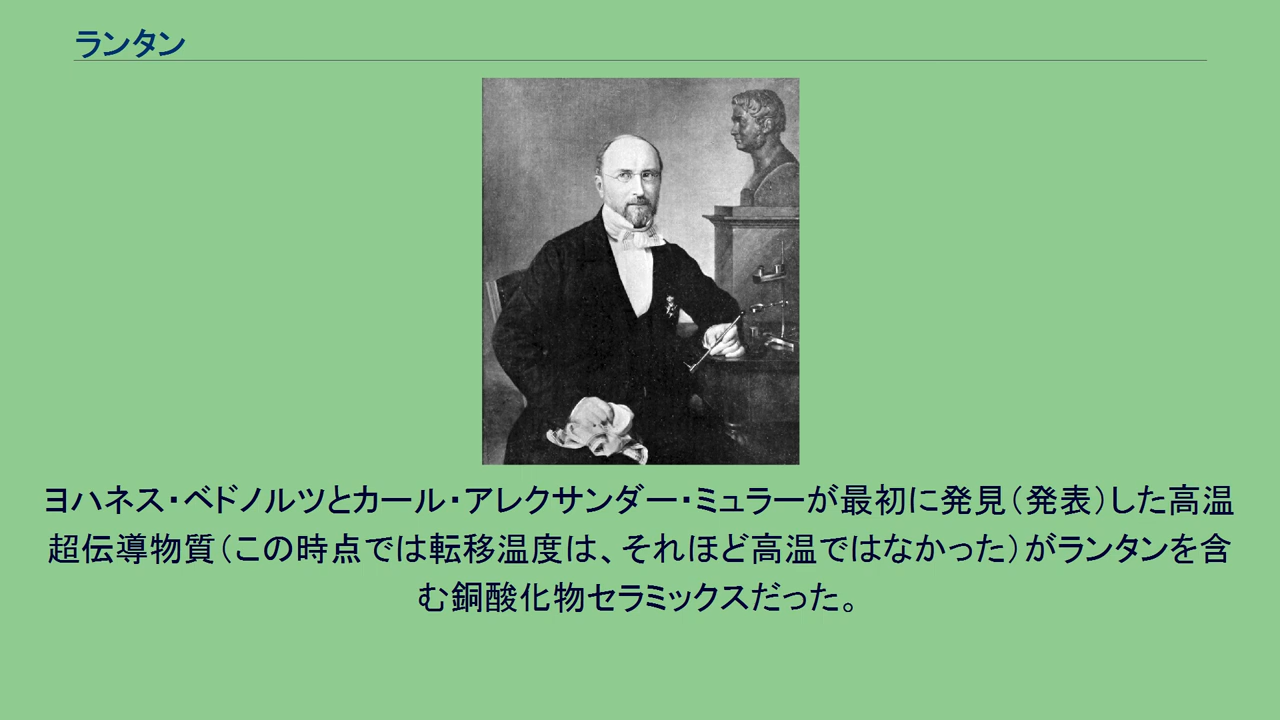 ランタン
ヨハネス・ベドノルツとカール・アレクサンダー・ミュラーが最初に発見（発表）した高温
超伝導物質（この時点では転移温度は、それほど高温ではなかった）がランタンを含
む銅酸化物セラミックスだった。